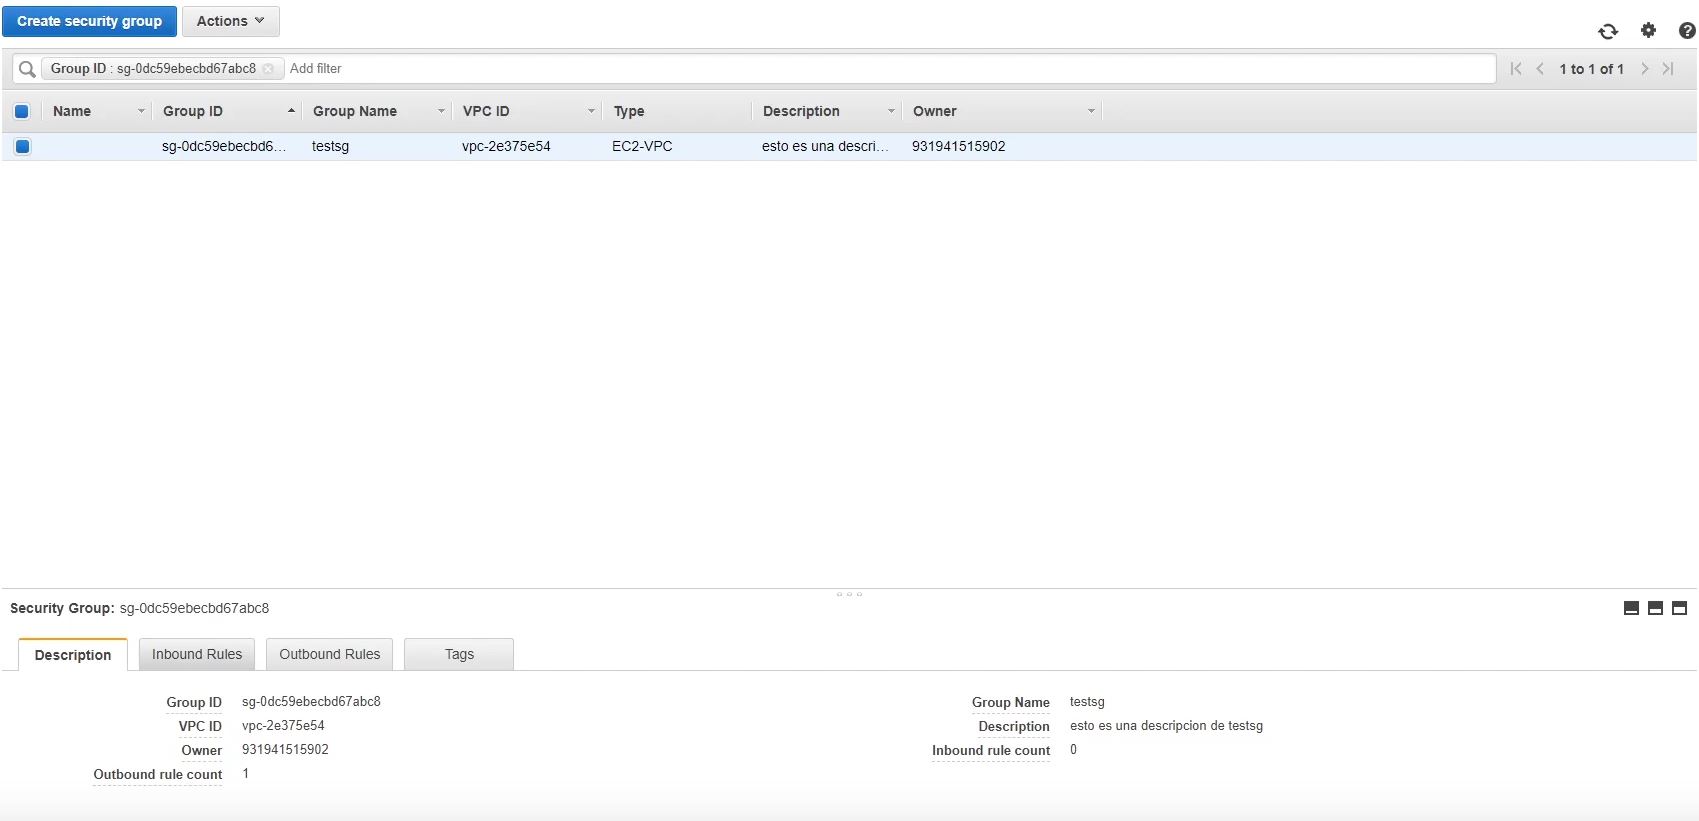 Create security group Actions
Group ID : sg-0dc59ebecbd67abc8 Add filter 1 to 1 of 1
Name Group ID Group Name VPC ID Type Description Owner
sg-0dc59ebecbd6... testsg vpc-2e375e54 EC2-VPC esto es una descri... 931941515902
Security Group: sg-0dc59ebecbd67abc8
Description Inbound Rules Outbound Rules Tags
Group ID sg-0dc59ebecbd67abc8 Group Name testsg
VPC ID vpc-2e375e54 Description esto es una descripcion de testsg
Owner 931941515902 Inbound rule count 0
Outbound rule count 1